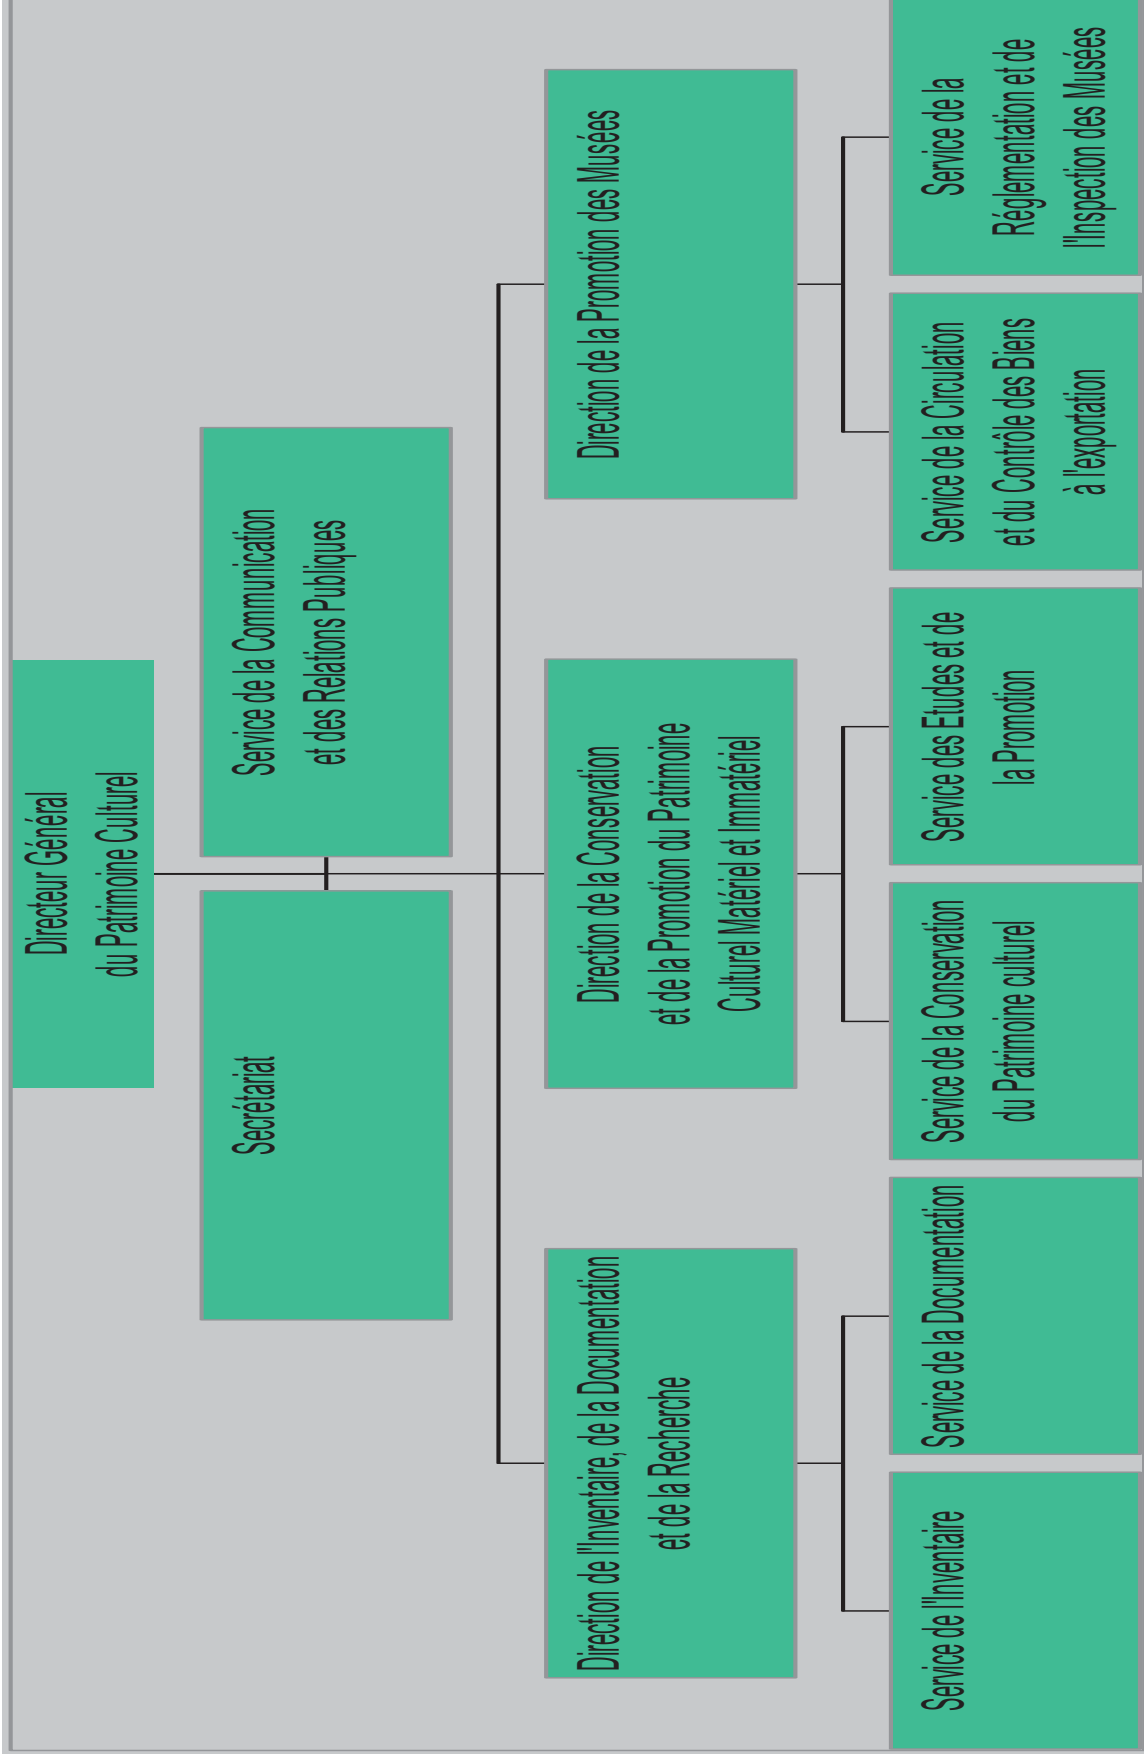 Directeur Général
du Patrimoine Culturel
Secrétariat
Service de la Communication
et des Relations Publiques
Direction de l'Inventaire, de la Documentation
et de la Recherche
Direction de la Conservation
et de la Promotion du Patrimoine
Culturel Matériel et Immatériel
Direction de la Promotion des Musées
Service de l'Inventaire
Service de la Documentation
Service de la Conservation
du Patrimoine culturel
Service des Etudes et de
la Promotion
Service de la Circulation
et du Contrôle des Biens
à l'exportation
Service de la
Réglementation et de
l'Inspection des Musées